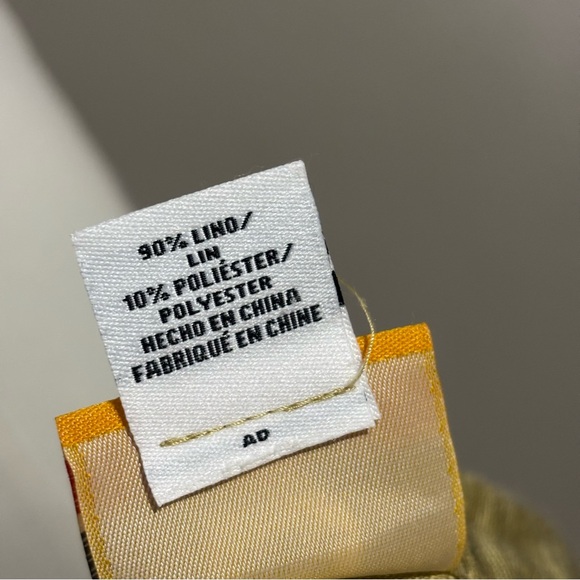 90% LINO/
LIN
10% POLIÉSTER/
POLYESTER
HECHO EN CHINA
FABRIQUÉ EN CHINE
AD